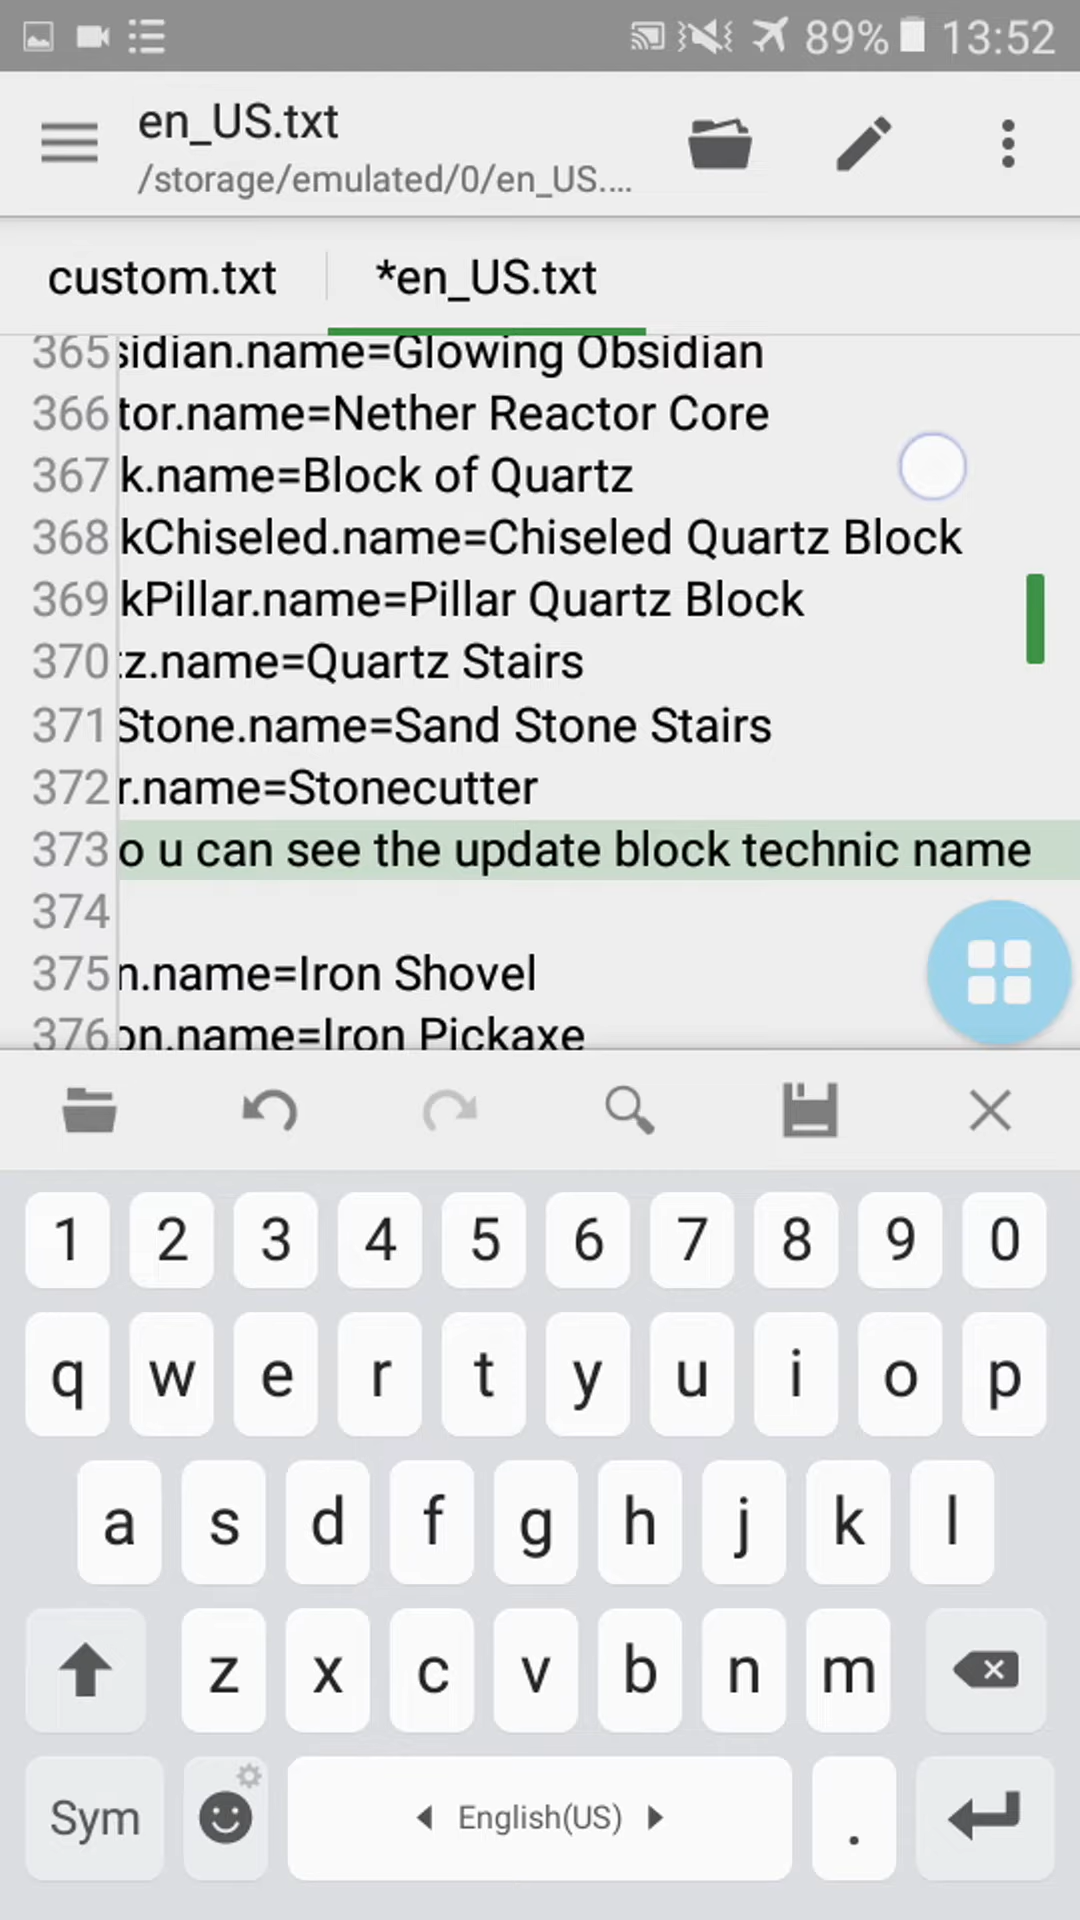 89% 13:52
en_US.txt
/storage/emulated/0/en_US....
custom.txt *en_US.txt
365 sidian.name=Glowing Obsidian
366 tor.name=Nether Reactor Core
367 k.name=Block of Quartz
368 kChiseled.name=Chiseled Quartz Block
369 kPillar.name=Pillar Quartz Block
370 tz.name=Quartz Stairs
371 Stone.name=Sand Stone Stairs
372 r.name=Stonecutter
373 o u can see the update block technic name
374
375 n.name=Iron Shovel
376 on.name=Iron Pickaxe
1 2 3 4 5 6 7 8 9 0
q w e r t y u i o p
a s d f g h j k l
z x c v b n m
Sym English(US) .